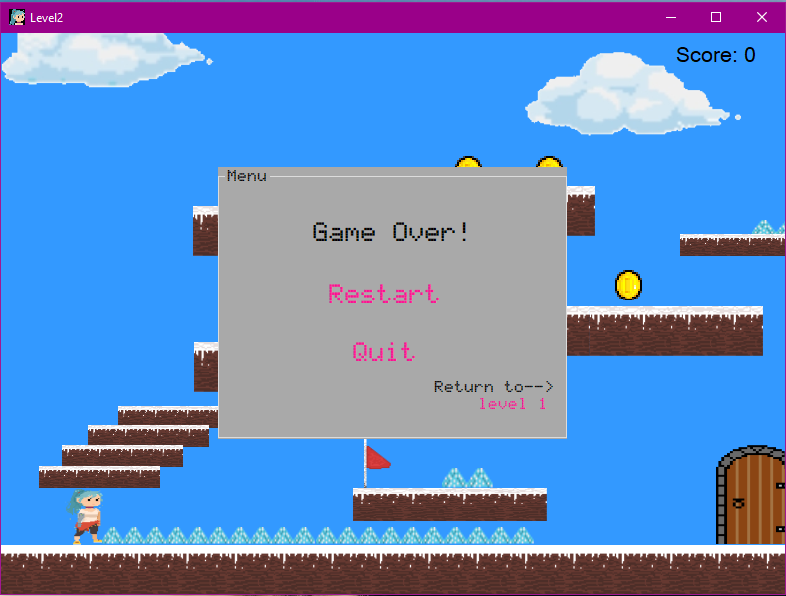 Level2
Score: 0
Menu
Game Over!
Restart
Quit
Return to-->
level 1